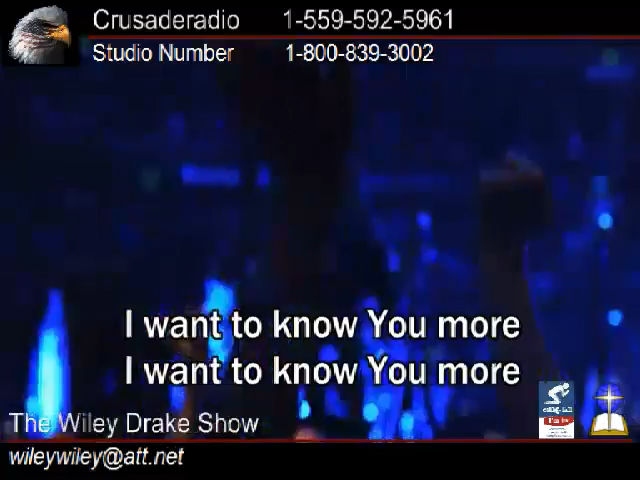 Crusaderadio 1-559-592-5961
Studio Number 1-800-839-3002
I want to know You more
I want to know You more
The Wiley Drake Show
wileywiley@att.net